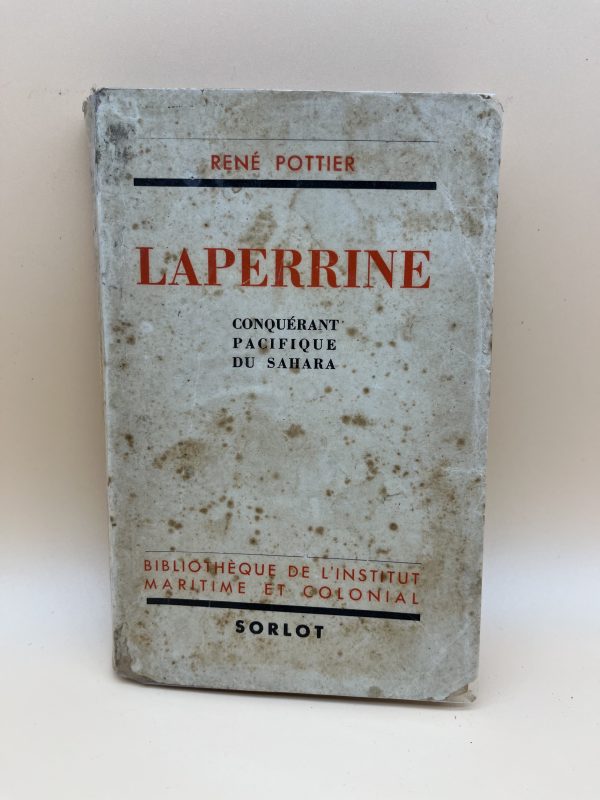 RENÉ POTTIER
LAPERRINE
CONQUÉRANT
PACIFIQUE
DU SAHARA
BIBLIOTHÈQUE DE L'INSTITUT
MARITIME ET COLONIAL
SORLOT